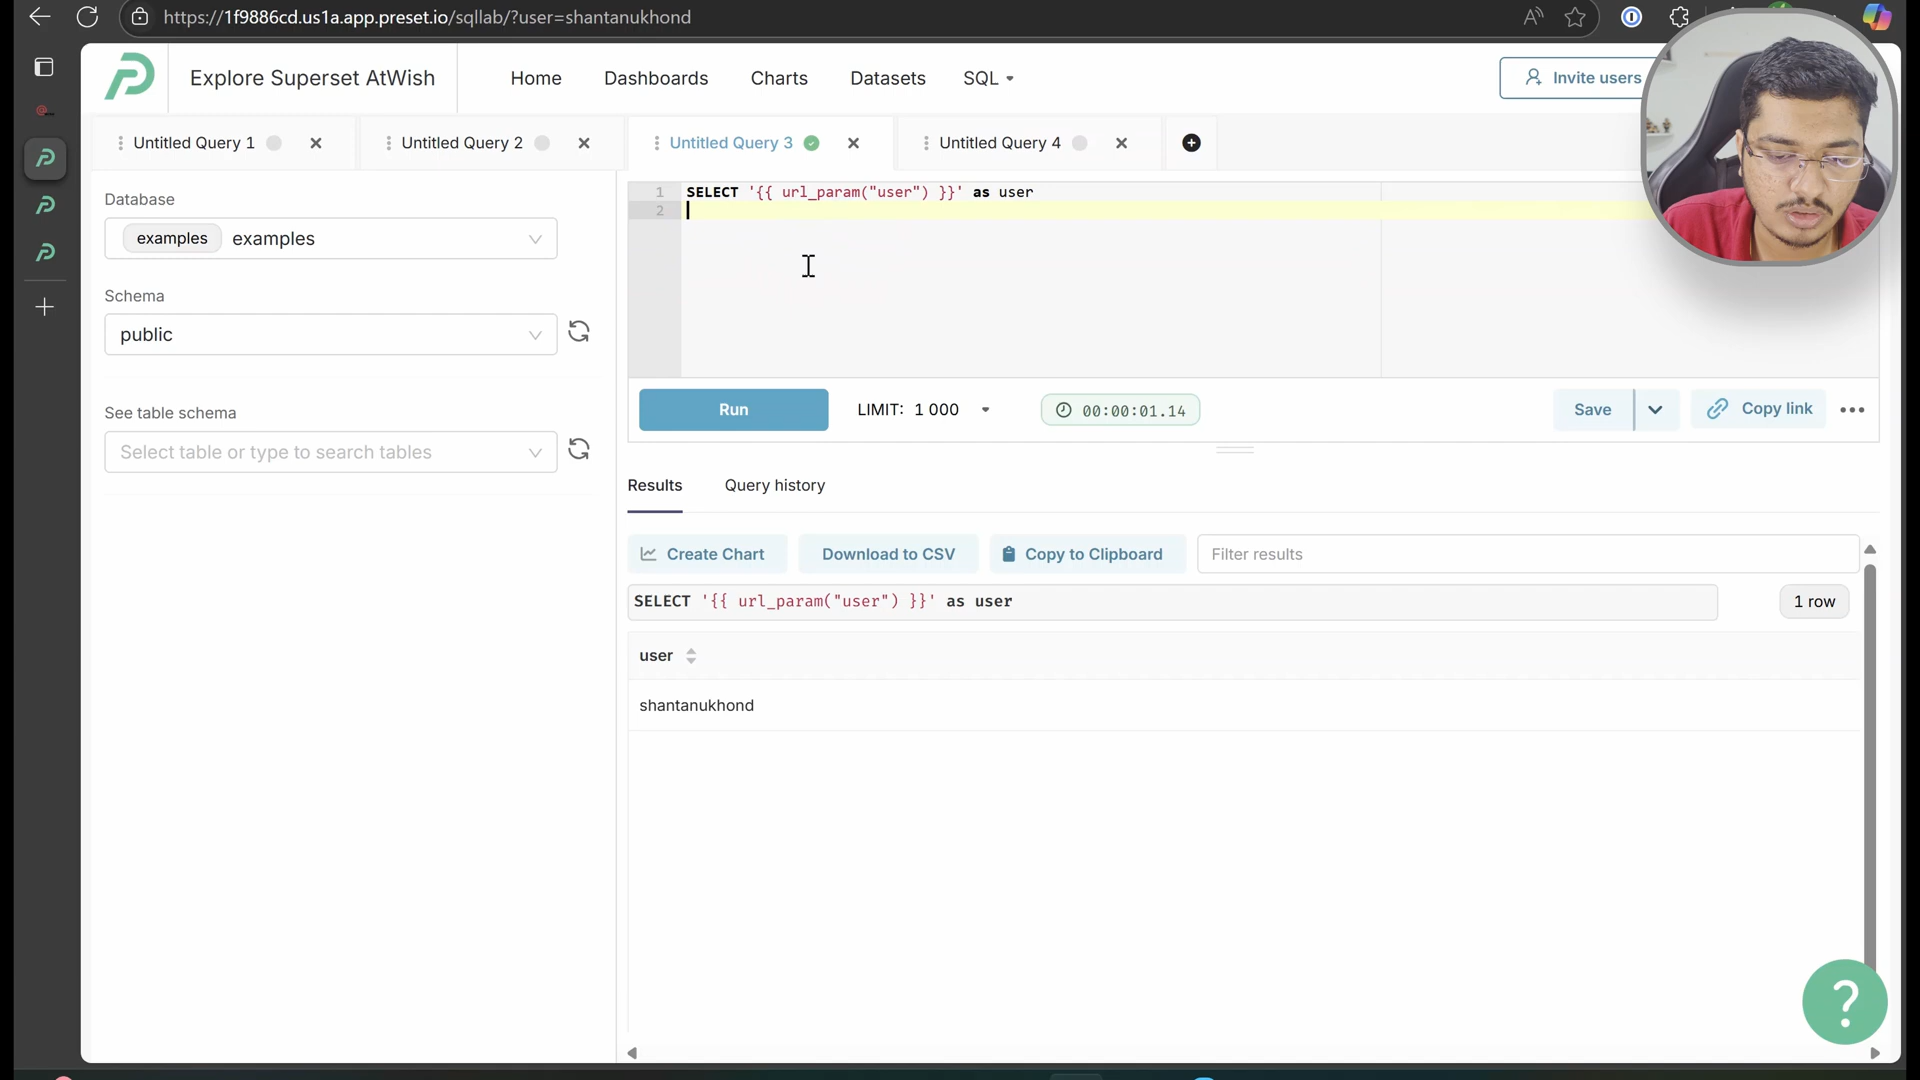 https://1f9886cd.us1a.app.preset.io/sqllab/?user=shantanukhond
Explore Superset AtWish
Home
Dashboards
Charts
Datasets
SQL
Invite users
Untitled Query 1
Untitled Query 2
Untitled Query 3
Untitled Query 4
Database
examples examples
Schema
public
See table schema
Select table or type to search tables
1 SELECT '{{ url_param("user") }}' as user
2
Run
LIMIT: 1 000
00:00:01.14
Save
Copy link
Results
Query history
Create Chart
Download to CSV
Copy to Clipboard
Filter results
SELECT '{{ url_param("user") }}' as user
1 row
user
shantanukhond
?